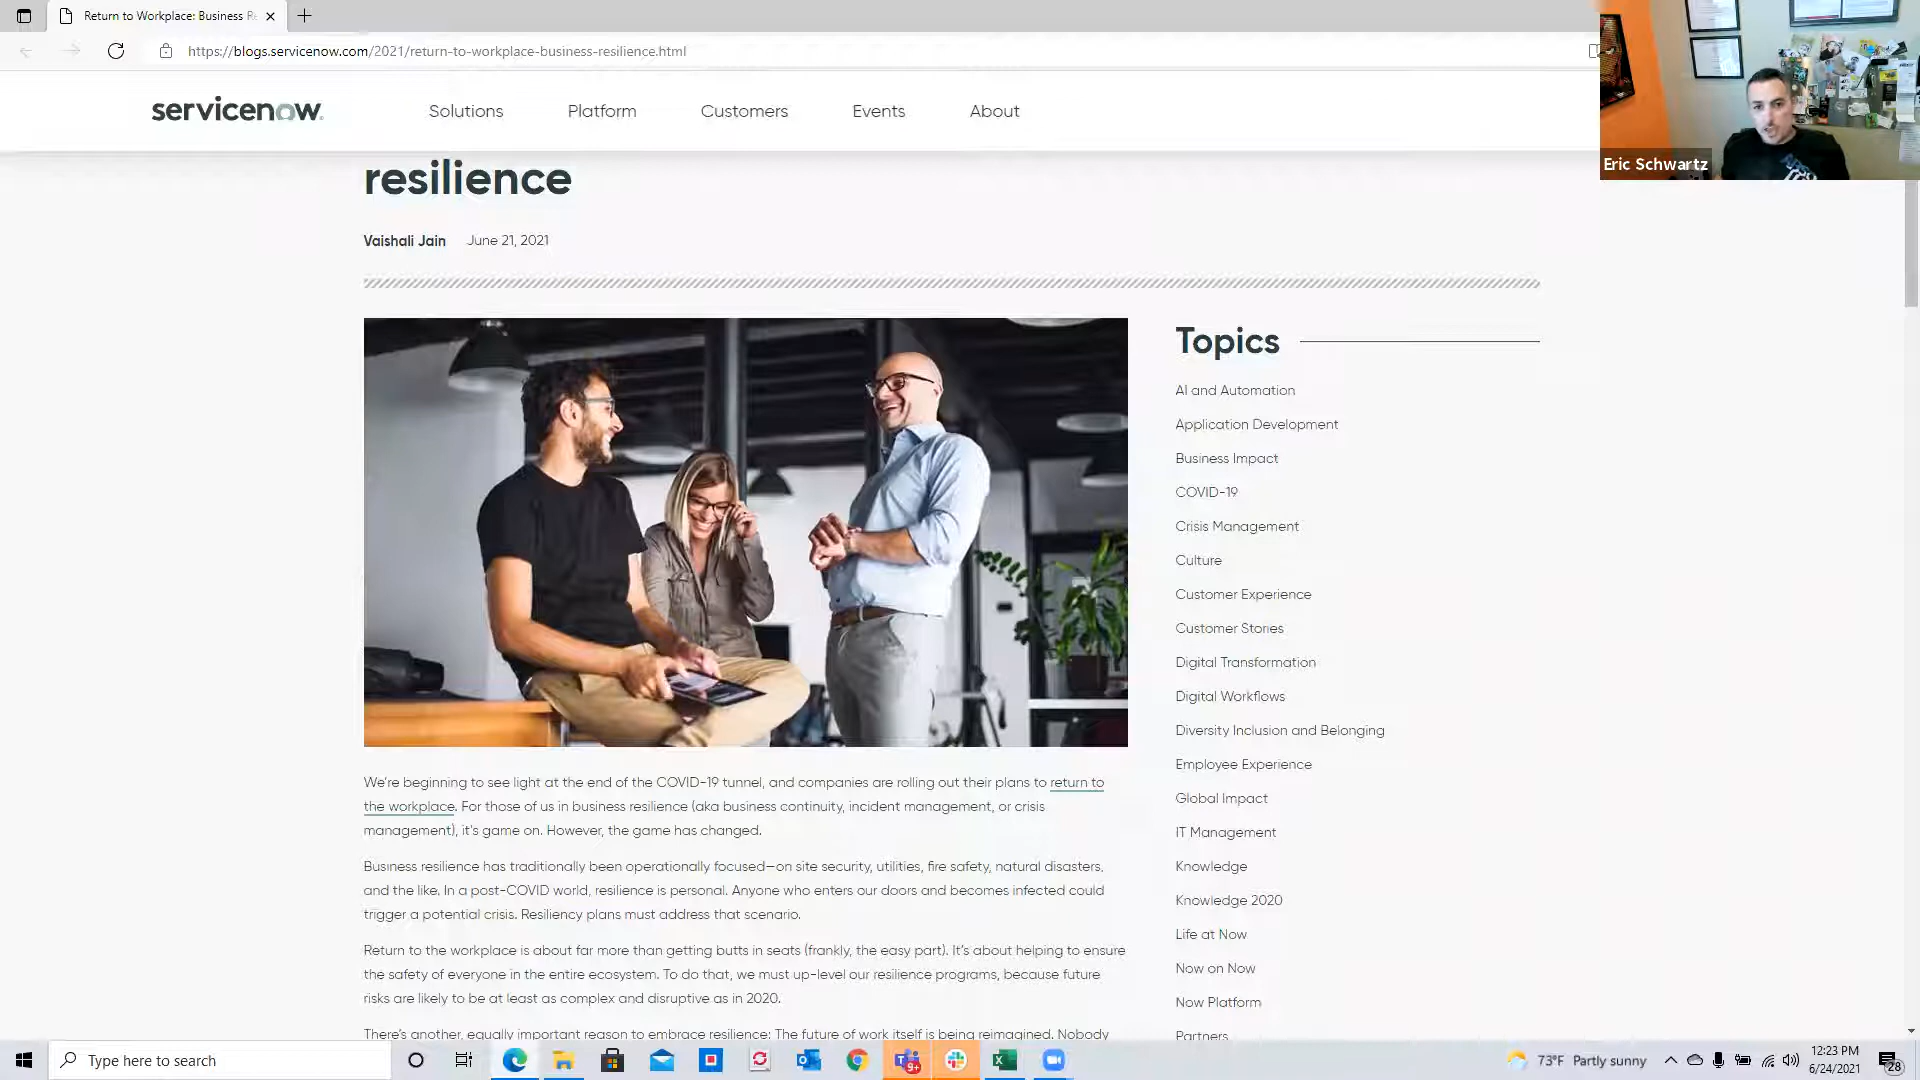 Return to Workplace: Business R
https://blogs.servicenow.com/2021/return-to-workplace-business-resilience.html
servicenow.
Solutions
Platform
Customers
Events
About
Eric Schwartz
resilience
Vaishali Jain June 21, 2021
We're beginning to see light at the end of the COVID-19 tunnel, and companies are rolling out their plans to return to
the workplace. For those of us in business resilience (aka business continuity, incident management, or crisis
management), it's game on. However, the game has changed.
Business resilience has traditionally been operationally focused—on site security, utilities, fire safety, natural disasters,
and the like. In a post-COVID world, resilience is personal. Anyone who enters our doors and becomes infected could
trigger a potential crisis. Resiliency plans must address that scenario.
Return to the workplace is about far more than getting butts in seats (frankly, the easy part). It's about helping to ensure
the safety of everyone in the entire ecosystem. To do that, we must up-level our resilience programs, because future
risks are likely to be at least as complex and disruptive as in 2020.
There's another, equally important reason to embrace resilience: The future of work itself is being reimagined. Nobody
Topics
AI and Automation
Application Development
Business Impact
COVID-19
Crisis Management
Culture
Customer Experience
Customer Stories
Digital Transformation
Digital Workflows
Diversity Inclusion and Belonging
Employee Experience
Global Impact
IT Management
Knowledge
Knowledge 2020
Life at Now
Now on Now
Now Platform
Partners
Type here to search
9+
73°F Partly sunny
12:23 PM
6/24/2021
28